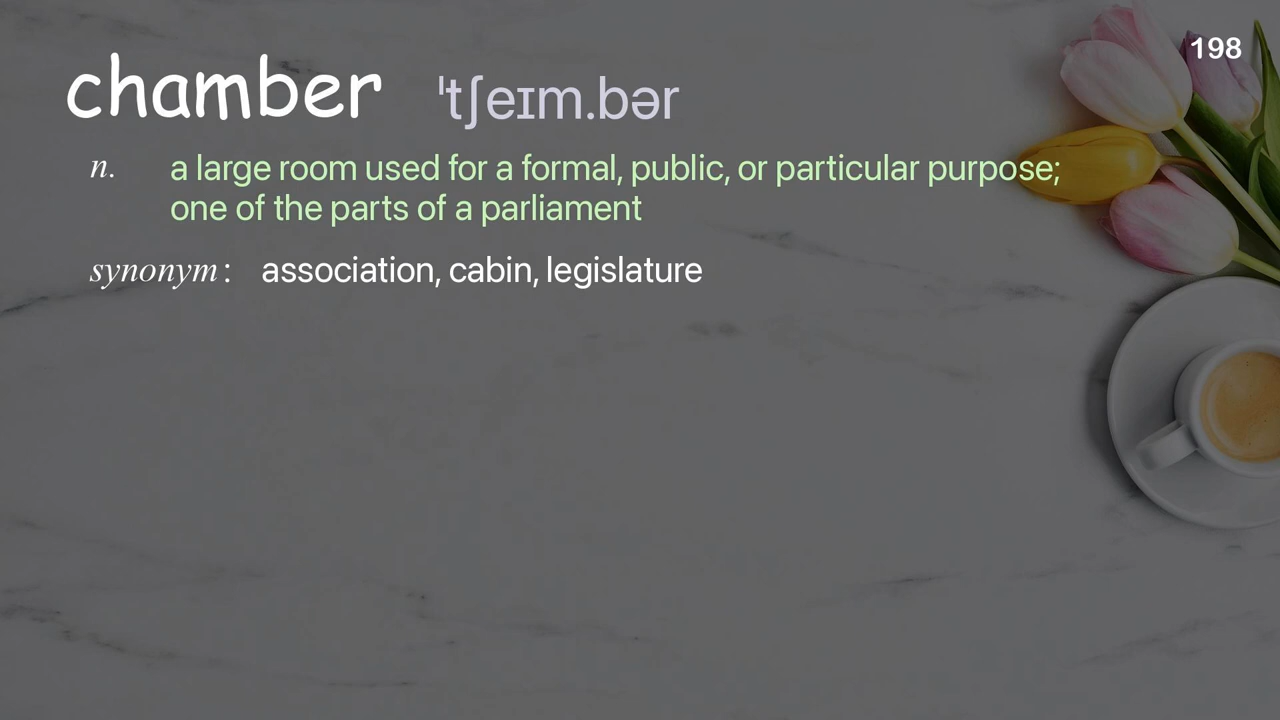 198
chamber ˈtʃeɪm.bər
n. a large room used for a formal, public, or particular purpose;
one of the parts of a parliament
synonym : association, cabin, legislature